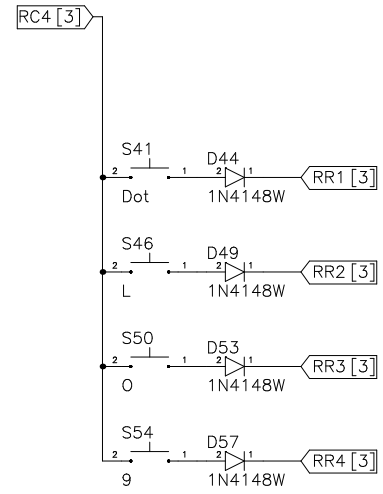 RC4 [3]
S41
D44
2 1 2 1
RR1 [3]
Dot
1N4148W
S46
D49
2 1 2 1
RR2 [3]
L
1N4148W
S50
D53
2 1 2 1
RR3 [3]
O
1N4148W
S54
D57
2 1 2 1
RR4 [3]
9
1N4148W